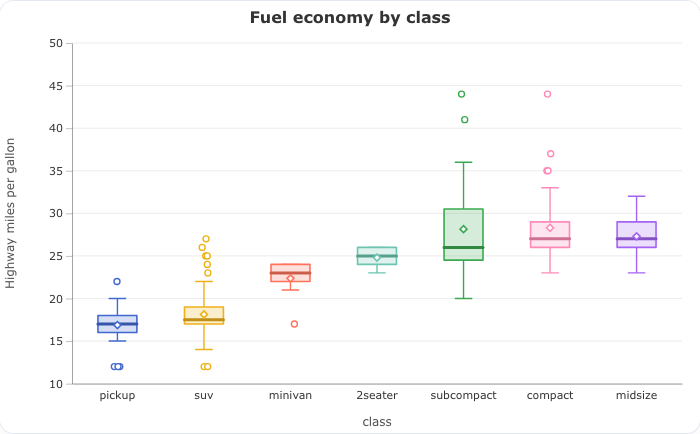 Fuel economy by class
Highway miles per gallon
50
45
40
35
30
25
20
15
10
pickup
suv
minivan
2seater
subcompact
compact
midsize
class